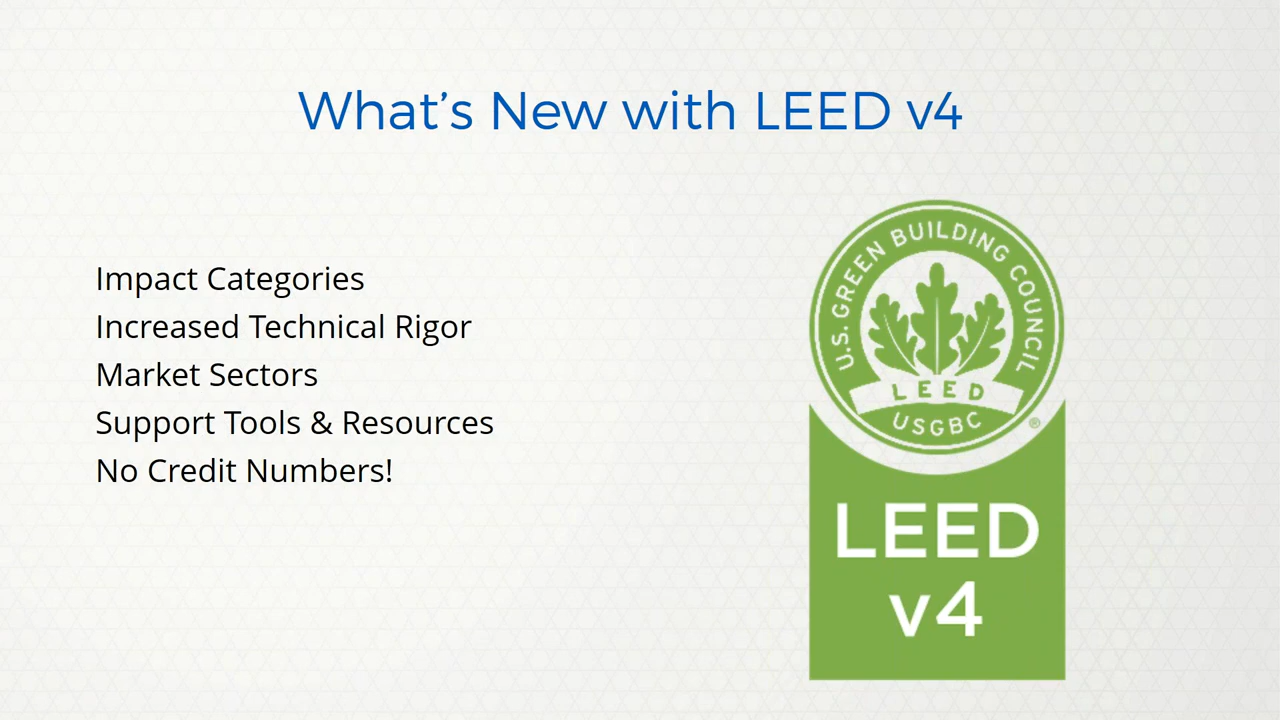 What’s New with LEED v4
Impact Categories
Increased Technical Rigor
Market Sectors
Support Tools & Resources
No Credit Numbers!
U.S. GREEN BUILDING COUNCIL
LEED
USGBC
®
LEED
v4